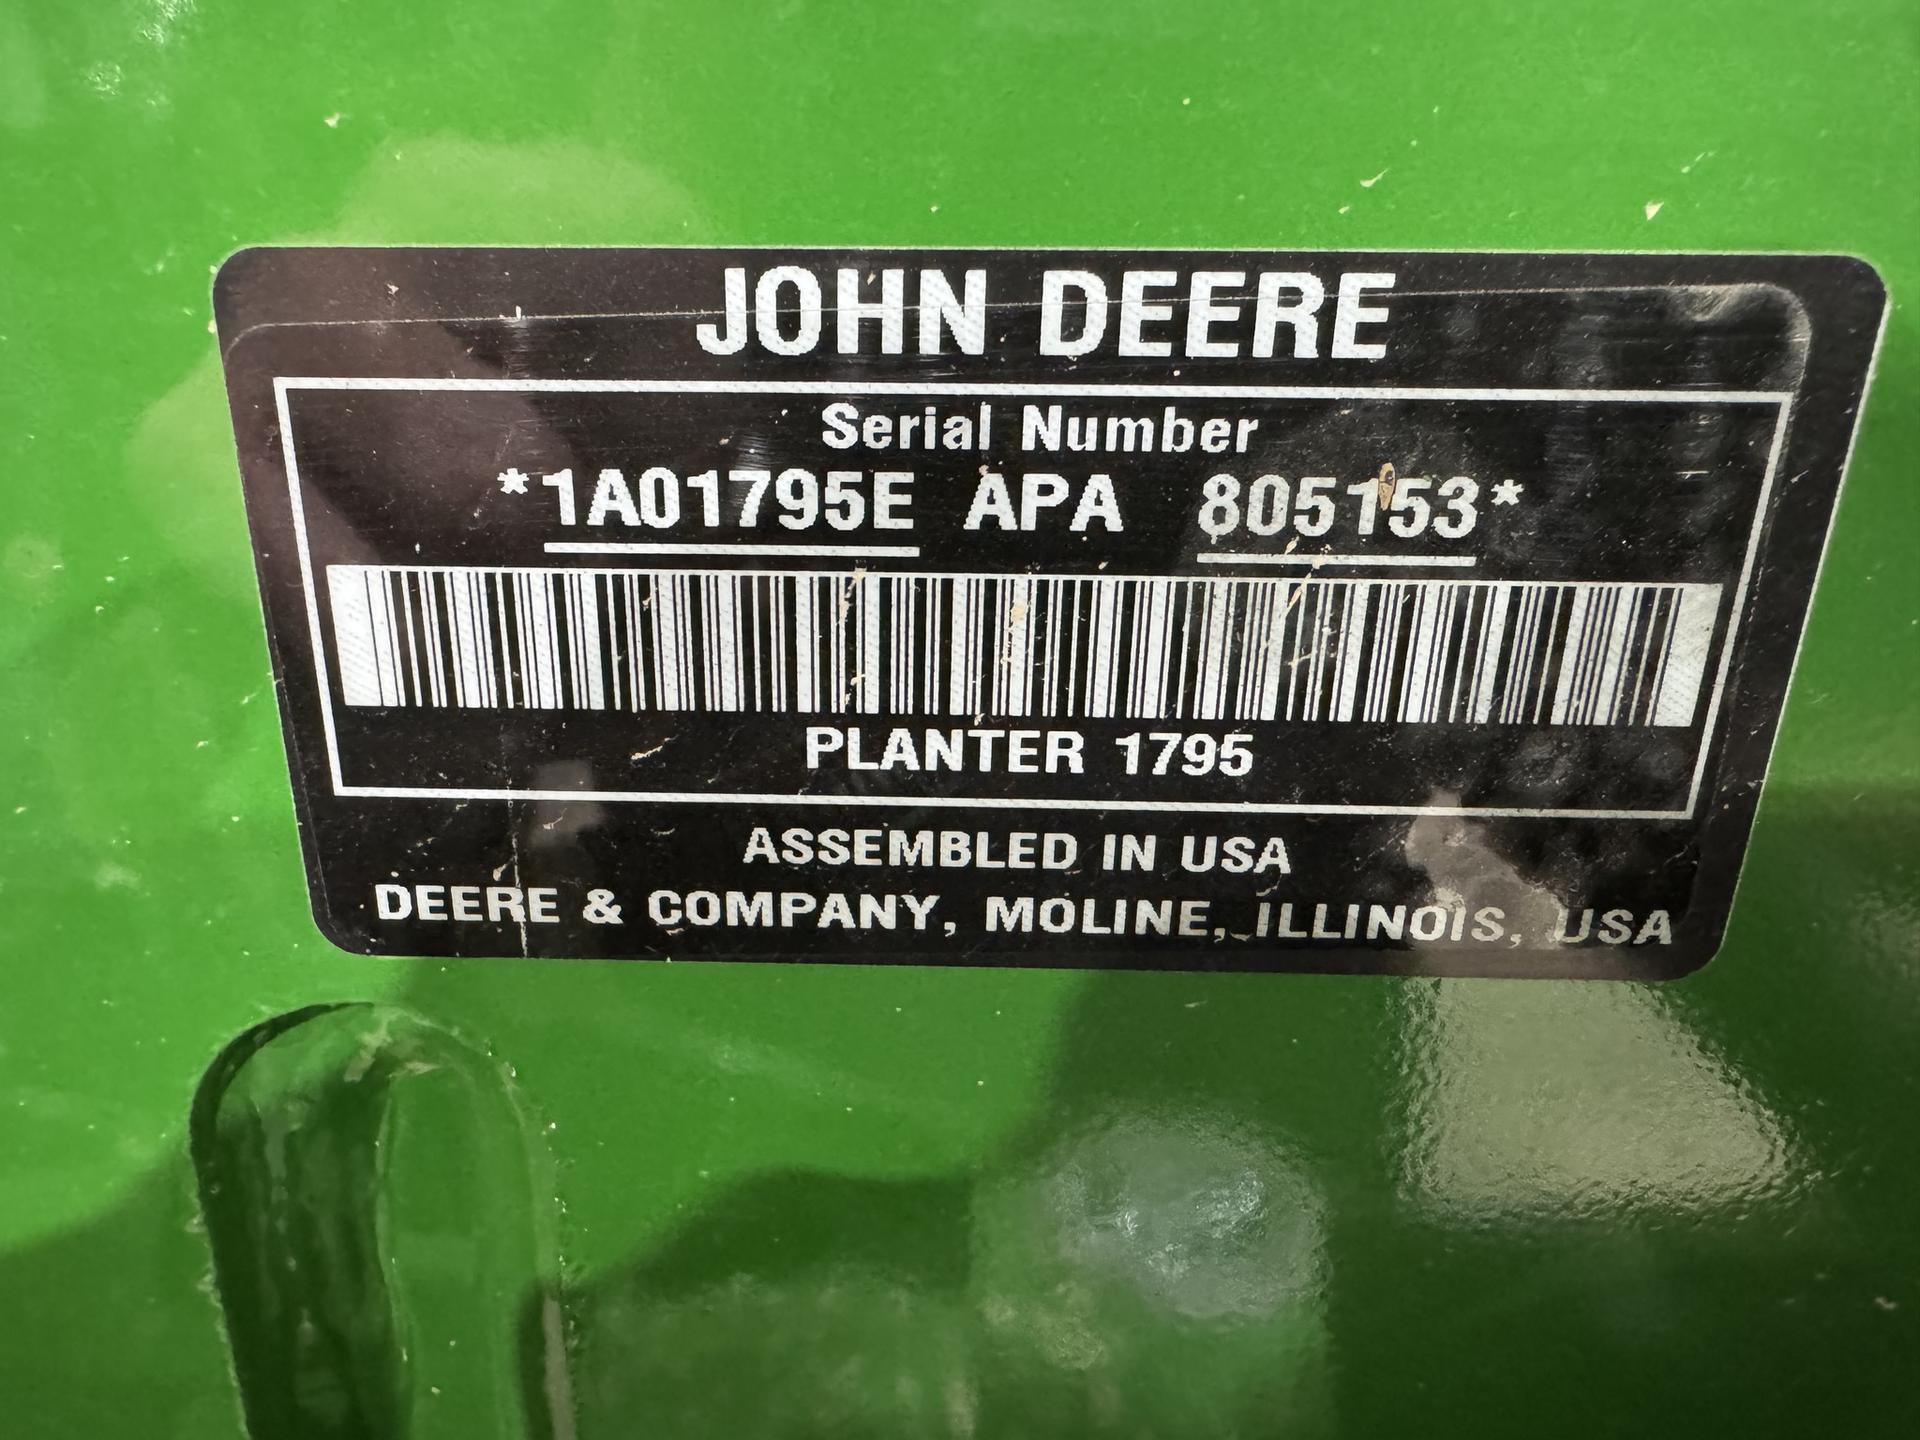 JOHN DEERE
Serial Number
*1A01795E APA 805153*
PLANTER 1795
ASSEMBLED IN USA
DEERE & COMPANY, MOLINE, ILLINOIS, USA